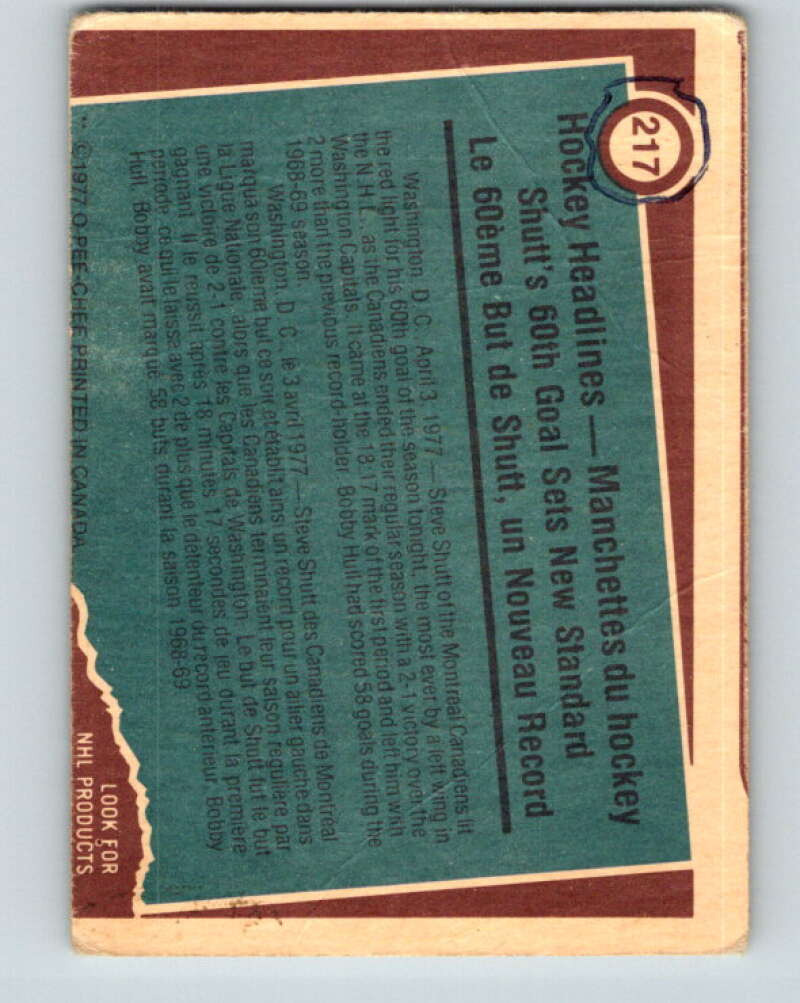 217
Hockey Headlines — Manchettes du hockey
Shutt's 60th Goal Sets New Standard
Le 60ème But de Shutt, un Nouveau Record
Washington, D.C., April 3, 1977 — Steve Shutt of the Montreal Canadiens lit
the red light for his 60th goal of the season tonight, the most ever by a left wing in
the N.H.L., as the Canadiens ended their regular season with a 2-1 victory over the
Washington Capitals. It came at the 18:17 mark of the first period and left him with
2 more than the previous record-holder, Bobby Hull had scored 58 goals during the
1968-69 season.
Washington, D.C. le 3 avril 1977 — Steve Shutt des Canadiens de Montréal
marqua son 60ieme but ce soir et établit ainsi un record pour un ailier gauche dans
la Ligue Nationale, alors que les Canadiens terminaient leur saison régulière par
une victoire de 2-1 contre les Capitals de Washington. Le but de Shutt fut le but
gagnant. Il le réussit après 18 minutes 17 secondes de jeu durant la première
période, ce qui le laissa avec 2 de plus que le détenteur du record antérieur, Bobby
Hull. Bobby avait marqué 58 buts durant la saison 1968-69.
©1977 O-PEE-CHEE PRINTED IN CANADA
LOOK FOR
NHL PRODUCTS